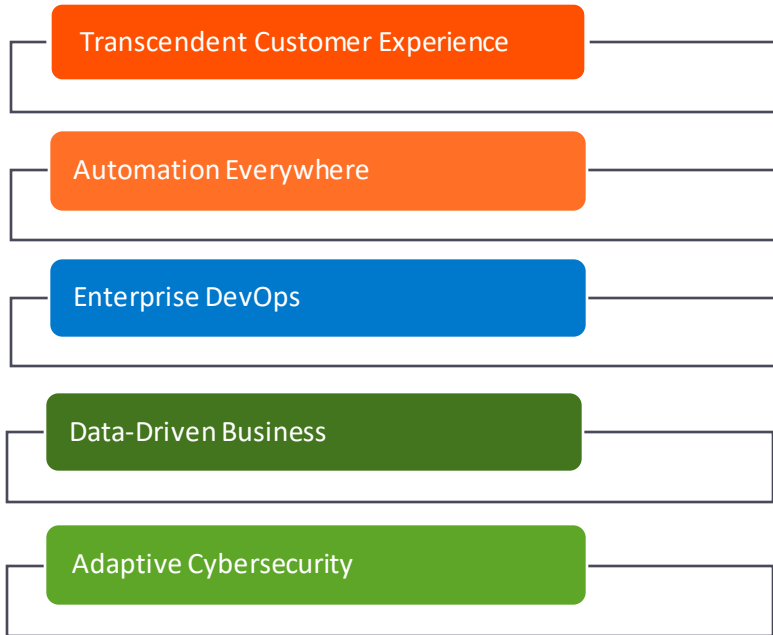 Transcendent Customer Experience
Automation Everywhere
Enterprise DevOps
Data-Driven Business
Adaptive Cybersecurity